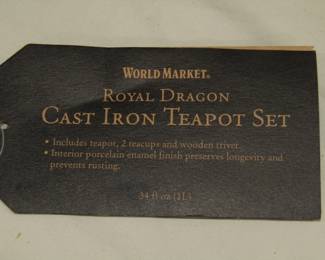 WORLD MARKET®
ROYAL DRAGON
CAST IRON TEAPOT SET
• Includes teapot, 2 teacups and wooden trivet.
• Interior porcelain enamel finish preserves longevity and
prevents rusting.
34 fl oz (1L)